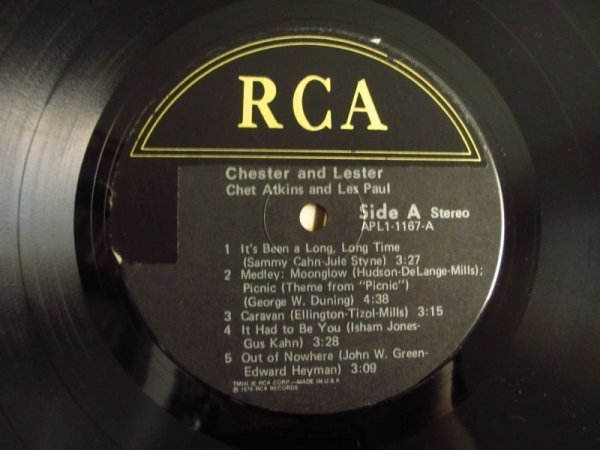 RCA
Chester and Lester
Chet Atkins and Les Paul
Side A Stereo
APL1-1167-A
1 It's Been a Long, Long Time
(Sammy Cahn-Jule Styne) 3:27
2 Medley: Moonglow (Hudson-DeLange-Mills);
Picnic (Theme from "Picnic")
(George W. Duning) 4:38
3 Caravan (Ellington-Tizol-Mills) 3:15
4 It Had to Be You (Isham Jones-
Gus Kahn) 3:28
5 Out of Nowhere (John W. Green-
Edward Heyman) 3:09
TM(s) ® RCA CORP.—MADE IN U.S.A.
℗ 1976 RCA RECORDS